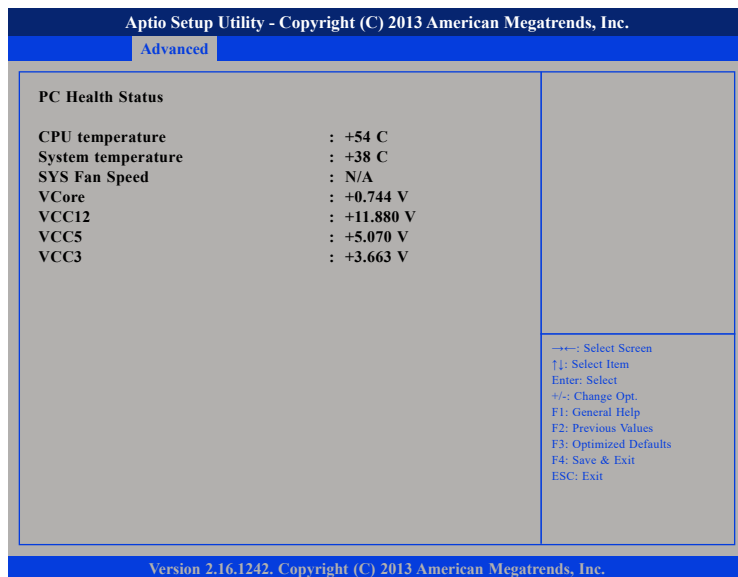 Aptio Setup Utility - Copyright (C) 2013 American Megatrends, Inc.
Advanced
PC Health Status
CPU temperature : +54 C
System temperature : +38 C
SYS Fan Speed : N/A
VCore : +0.744 V
VCC12 : +11.880 V
VCC5 : +5.070 V
VCC3 : +3.663 V
→←: Select Screen
↑↓: Select Item
Enter: Select
+/-: Change Opt.
F1: General Help
F2: Previous Values
F3: Optimized Defaults
F4: Save & Exit
ESC: Exit
Version 2.16.1242. Copyright (C) 2013 American Megatrends, Inc.